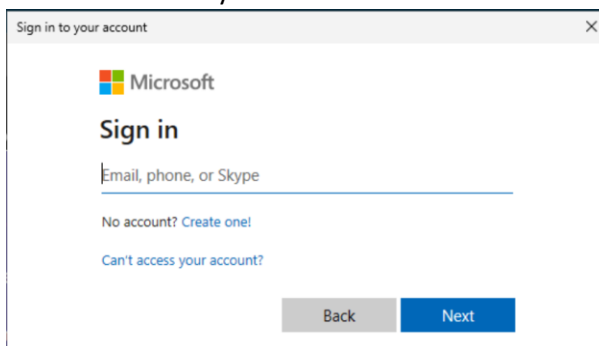 Sign in to your account
Microsoft
Sign in
Email, phone, or Skype
No account? Create one!
Can't access your account?
Back Next